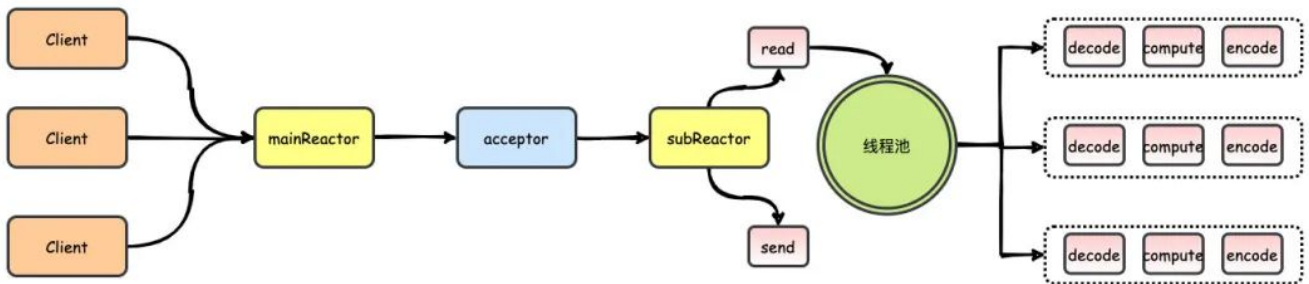 Client
Client
Client
mainReactor
acceptor
subReactor
read
send
线程池
decode compute encode
decode compute encode
decode compute encode